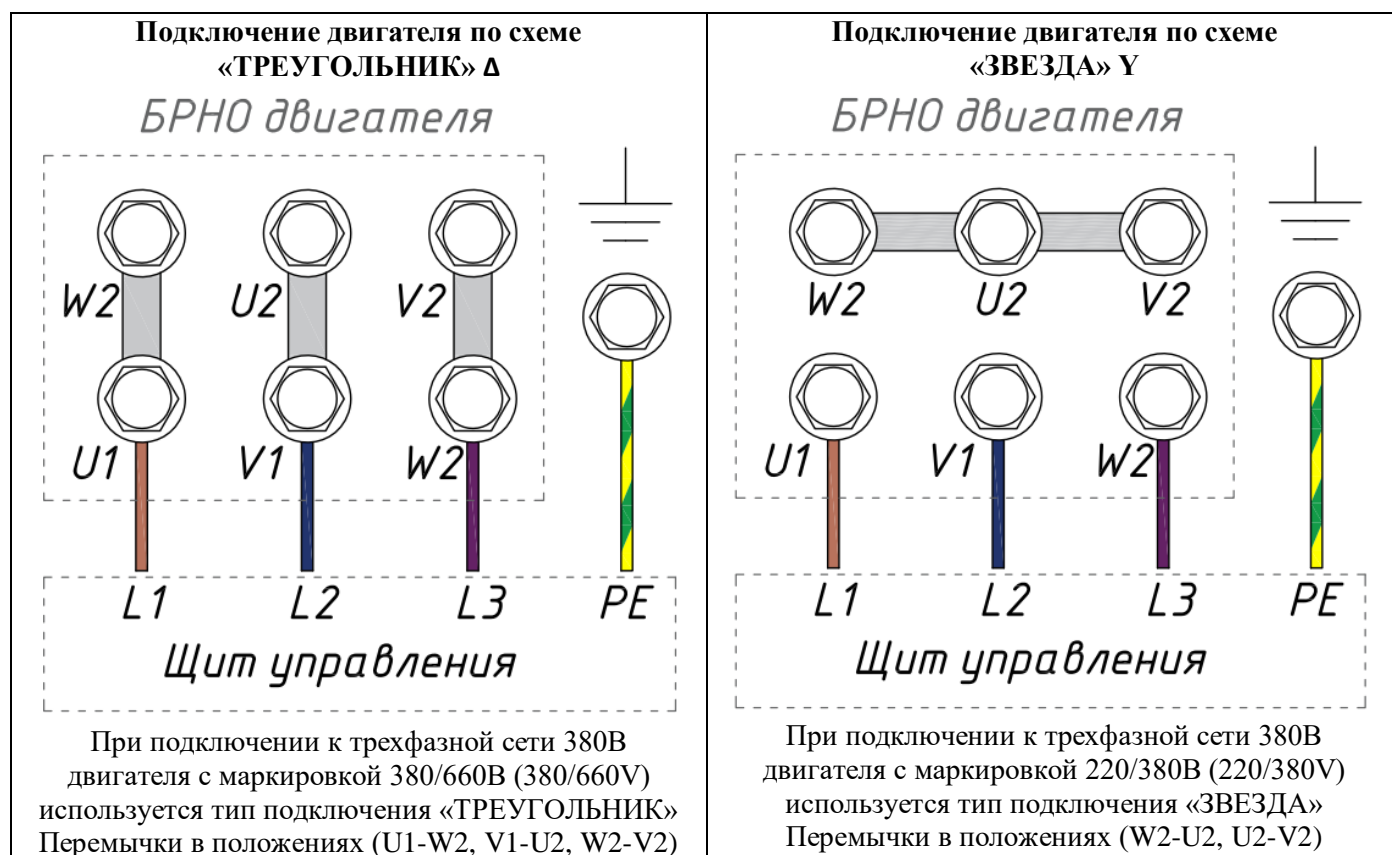 Подключение двигателя по схеме
«ТРЕУГОЛЬНИК» Δ
БРНО двигателя
W2 U2 V2
U1 V1 W2
L1 L2 L3 PE
Щит управления
При подключении к трехфазной сети 380В
двигателя с маркировкой 380/660В (380/660V)
используется тип подключения «ТРЕУГОЛЬНИК»
Перемычки в положениях (U1-W2, V1-U2, W2-V2)
Подключение двигателя по схеме
«ЗВЕЗДА» Y
БРНО двигателя
W2 U2 V2
U1 V1 W2
L1 L2 L3 PE
Щит управления
При подключении к трехфазной сети 380В
двигателя с маркировкой 220/380В (220/380V)
используется тип подключения «ЗВЕЗДА»
Перемычки в положениях (W2-U2, U2-V2)